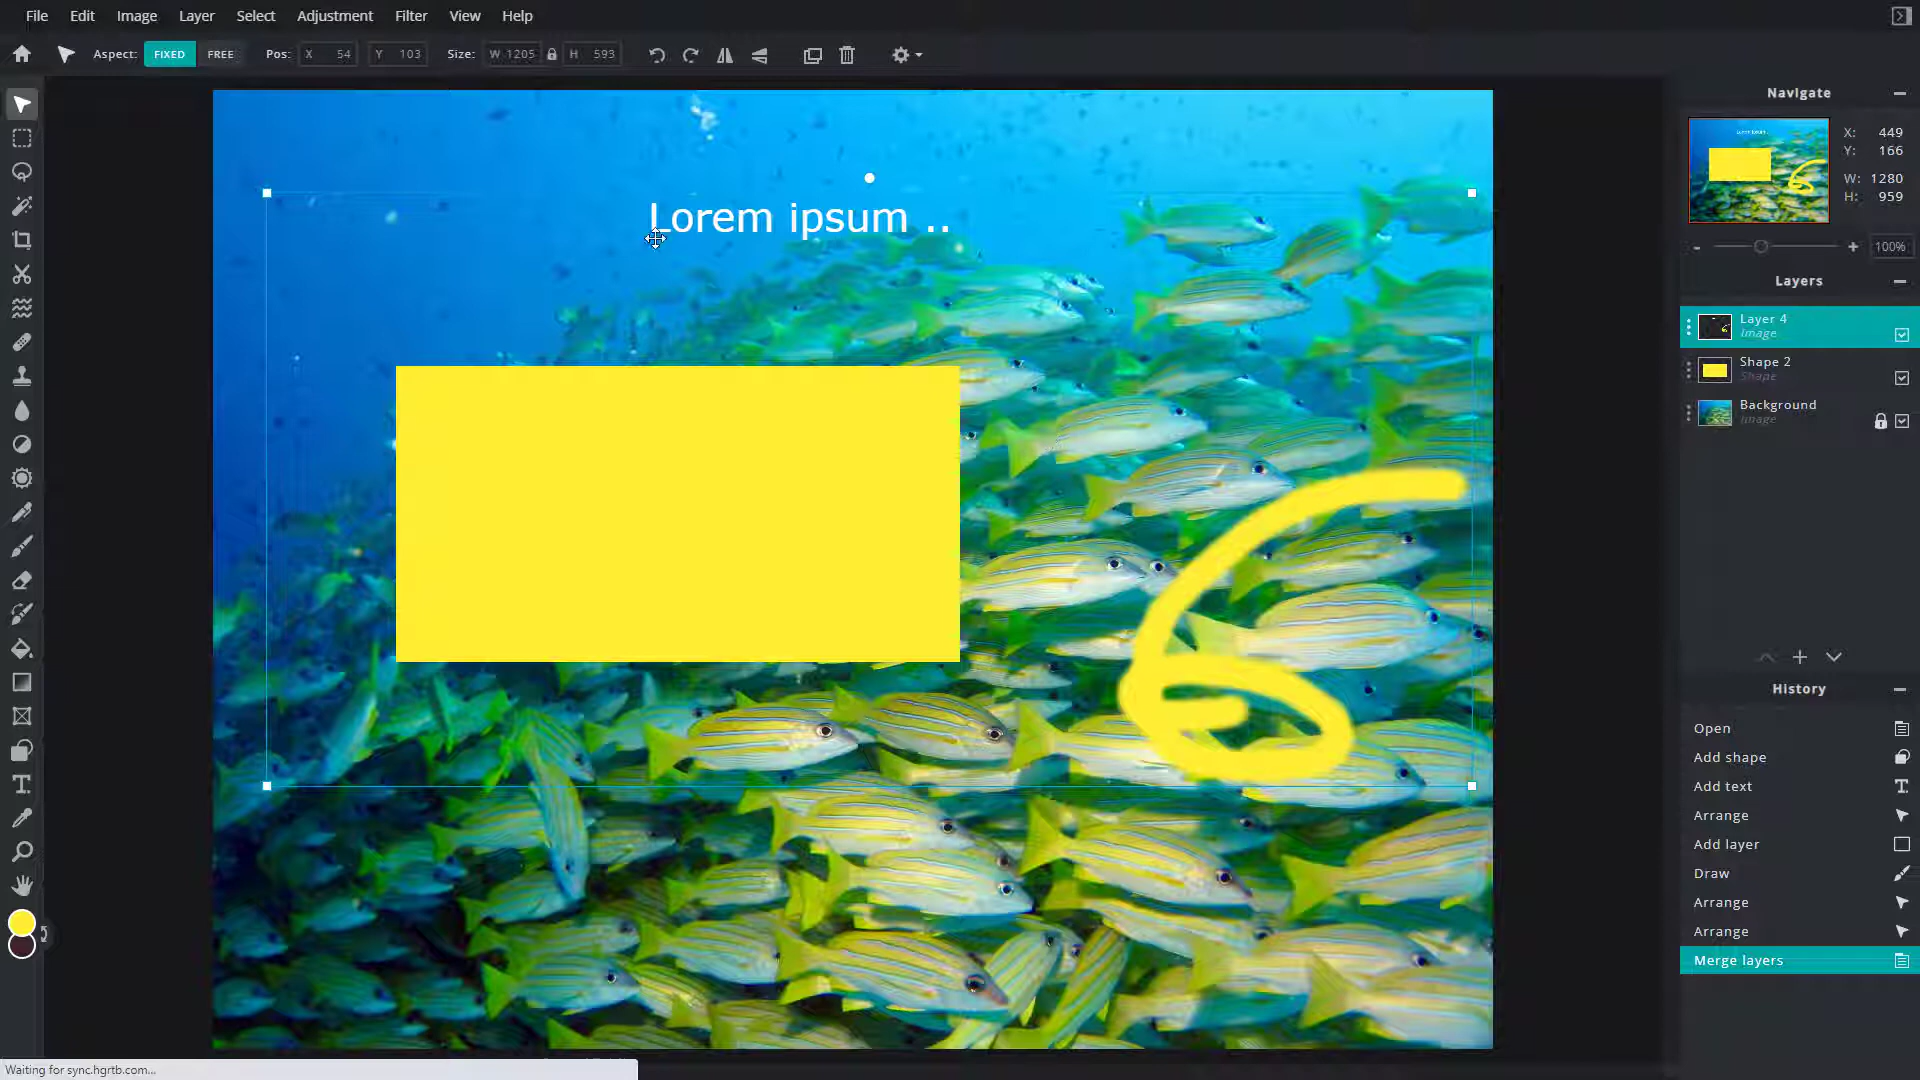 File Edit Image Layer Select Adjustment Filter View Help
Aspect: FIXED FREE Pos: X 54 Y 103 Size: W 1205 H 593
Navigate
X: 449
Y: 166
W: 1280
H: 959
- + 100%
Layers
Layer 4
Image
Shape 2
Shape
Background
Image
Lorem ipsum ..
History
Open
Add shape
Add text
Arrange
Add layer
Draw
Arrange
Arrange
Merge layers
Waiting for sync.hgrtb.com...